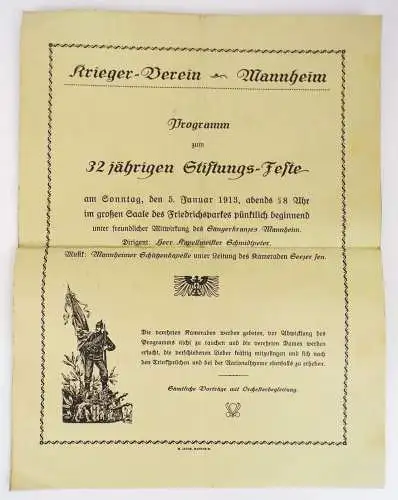 Krieger-Verein Mannheim
Programm
zum
32 jährigen Stiftungs-Feste
am Sonntag, den 5. Januar 1913, abends 8 Uhr
im großen Saale des Friedrichsparkes pünktlich beginnend
unter freundlicher Mitwirkung des Sängerkranzes Mannheim.
Dirigent: Herr Kapellmeister
Musik: Mannheimer Schützenkapelle unter Leitung des Kameraden Seezer sen.
Die verehrten Kameraden werden gebeten, vor Abwicklung des
Programms nicht zu rauchen und die verehrten Damen werden
ersucht, die verschiedenen Lieder kräftig mitzusingen und sich nach
den Trinksprüchen und bei der Nationalhymne ebenfalls zu erheben.
Sämtliche Vorträge mit Orchesterbegleitung.